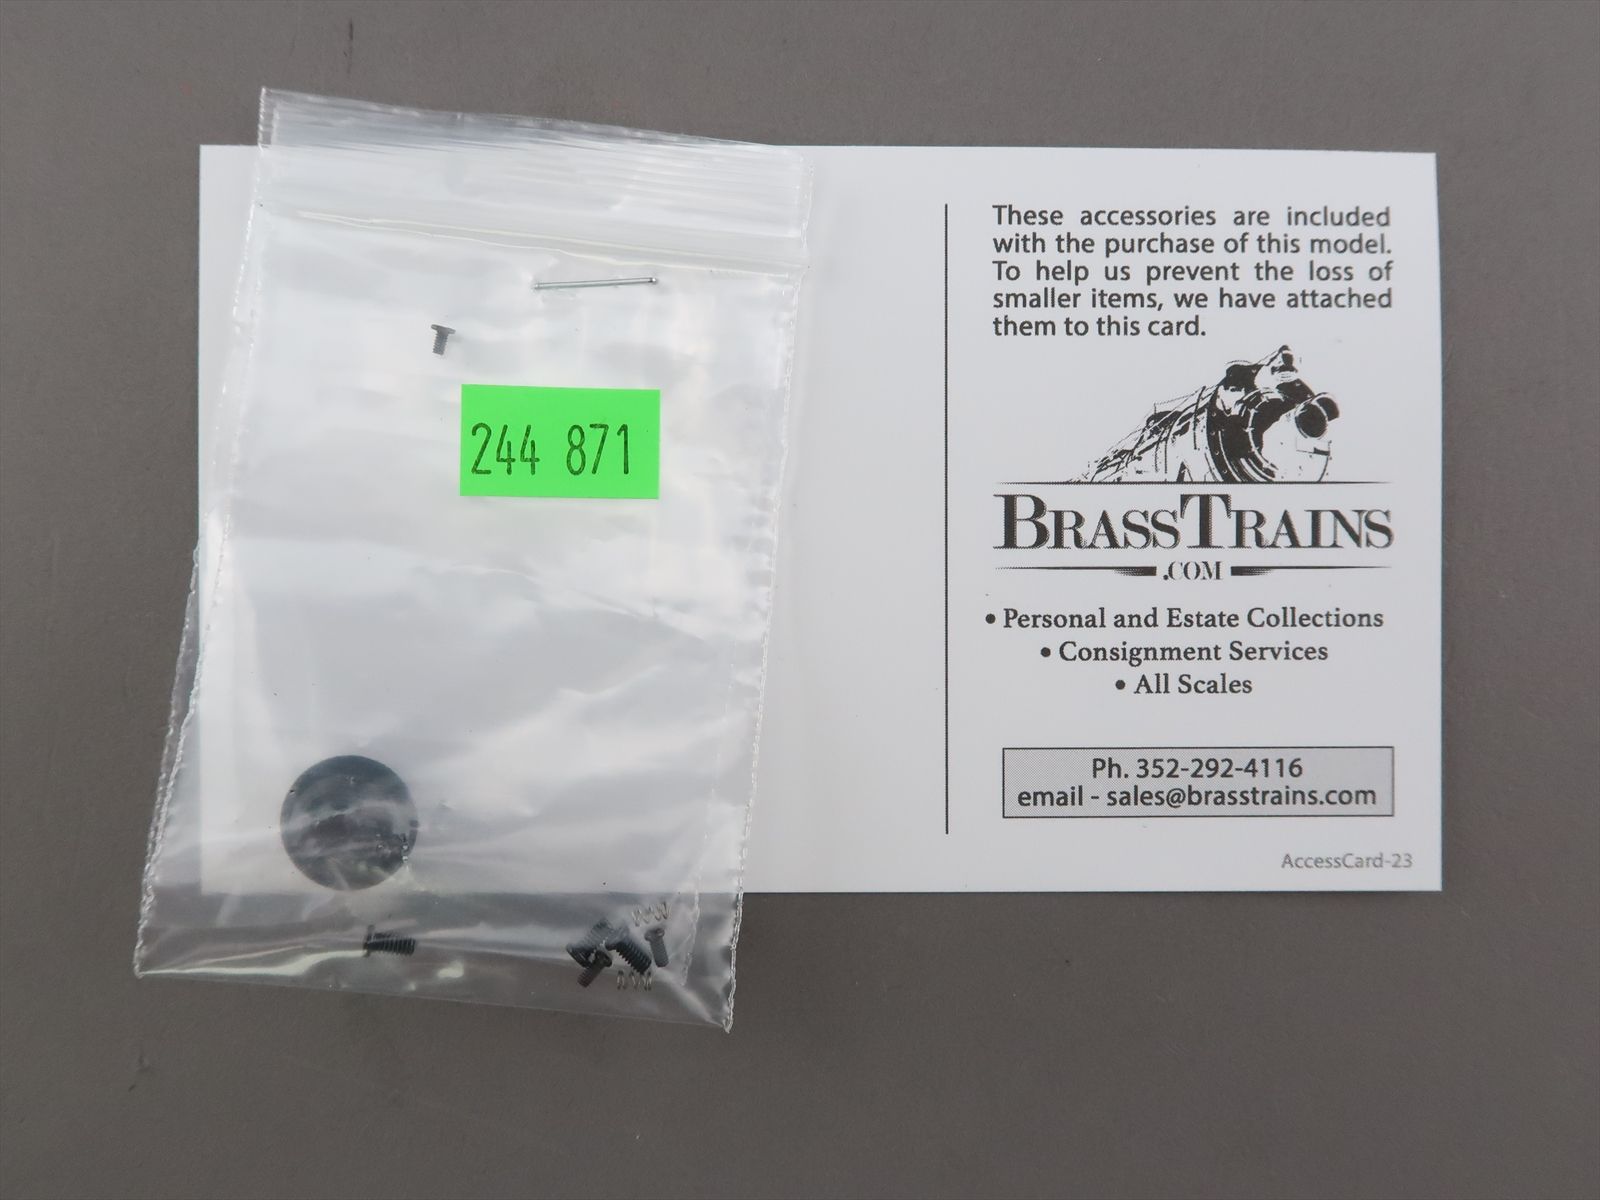 244 871
These accessories are included
with the purchase of this model.
To help us prevent the loss of
smaller items, we have attached
them to this card.
BRASSTRAINS
.COM
• Personal and Estate Collections
• Consignment Services
• All Scales
Ph. 352-292-4116
email - sales@brasstrains.com
AccessCard-23